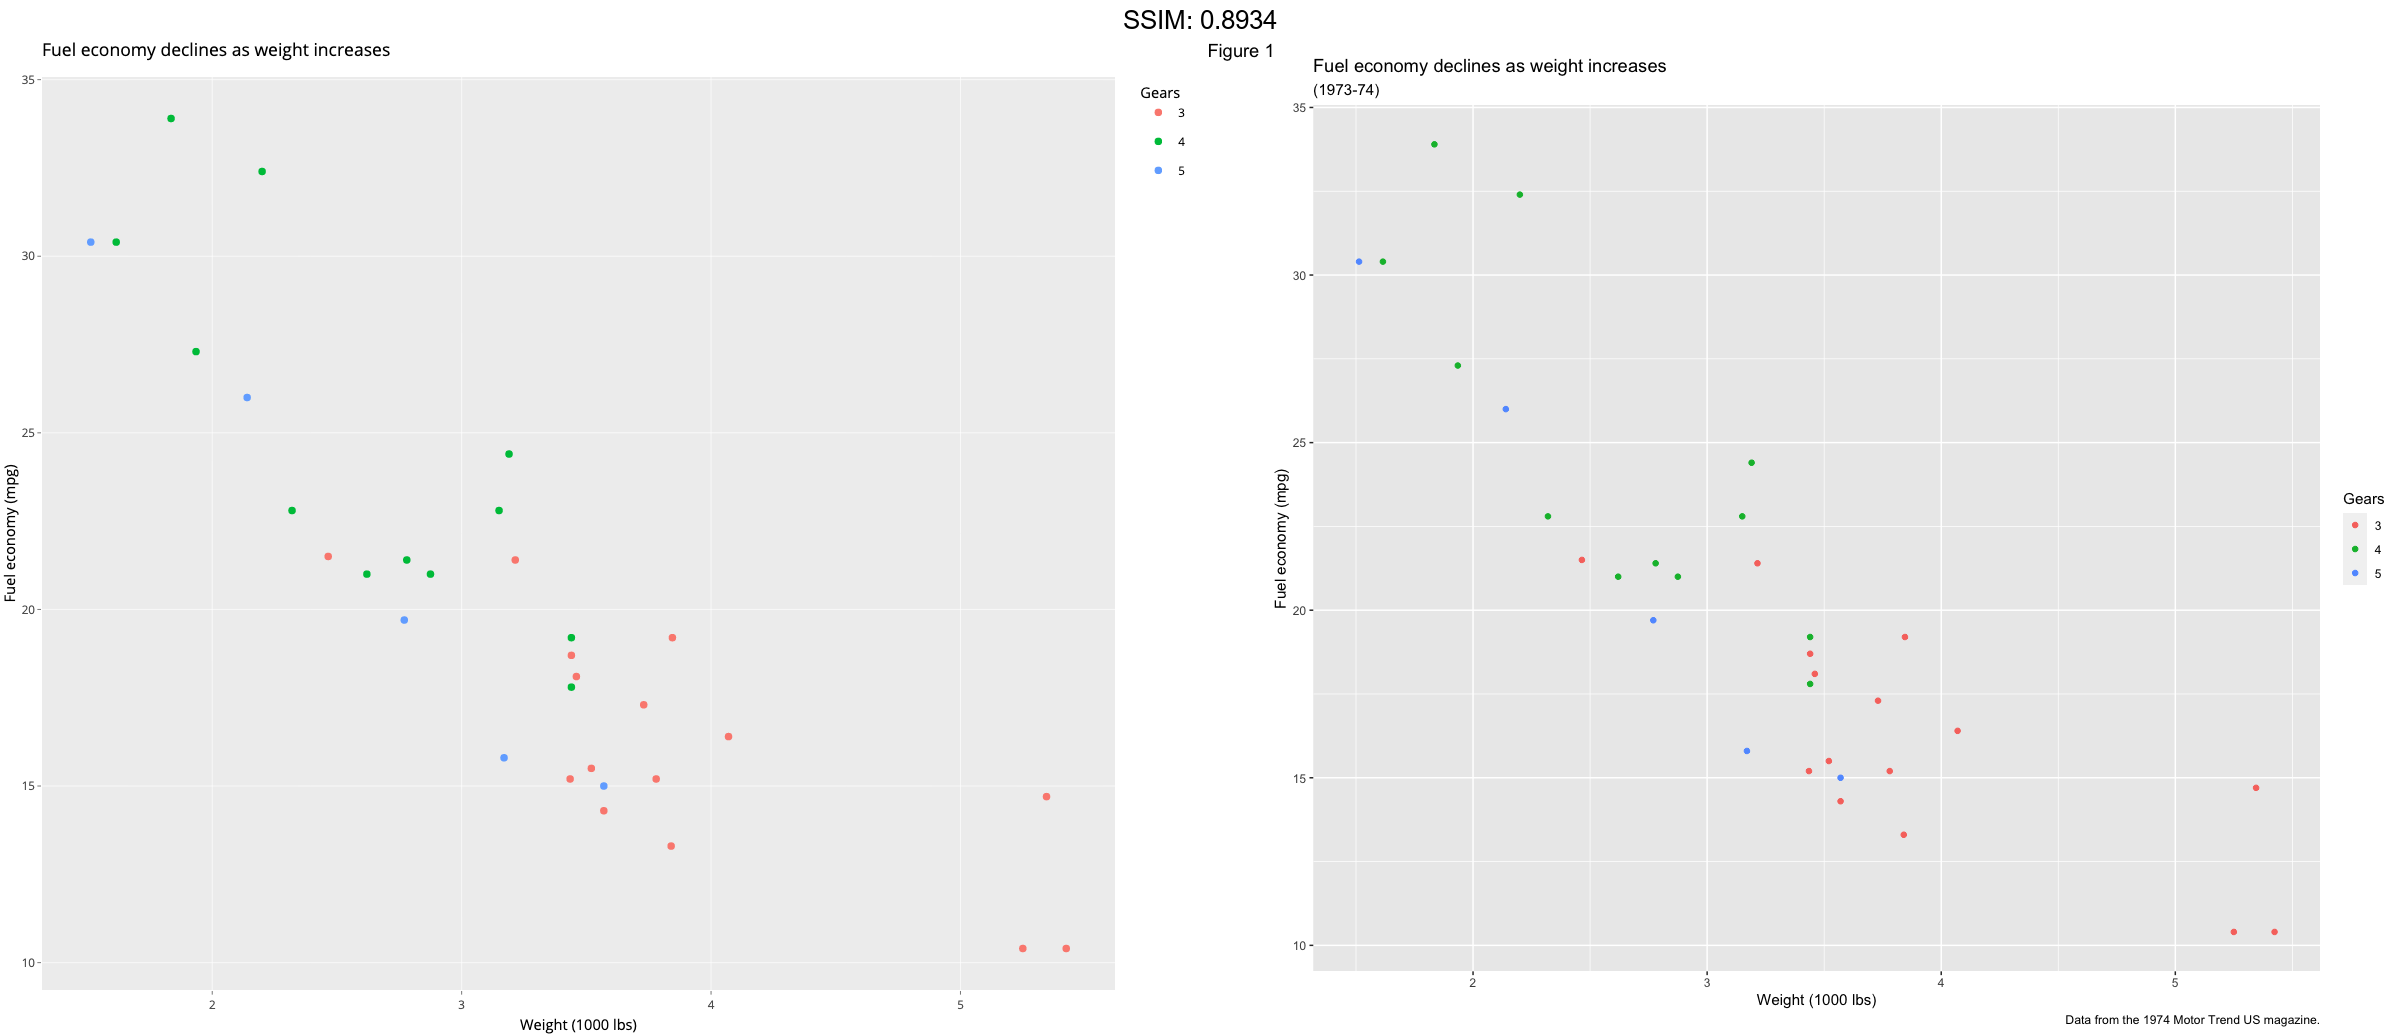 SSIM: 0.8934
Fuel economy declines as weight increases
Gears
3
4
5
35
30
25
20
15
10
Fuel economy (mpg)
2
3
4
5
Weight (1000 lbs)
Figure 1
Fuel economy declines as weight increases
(1973-74)
35
30
25
20
15
10
Fuel economy (mpg)
2
3
4
5
Weight (1000 lbs)
Gears
3
4
5
Data from the 1974 Motor Trend US magazine.